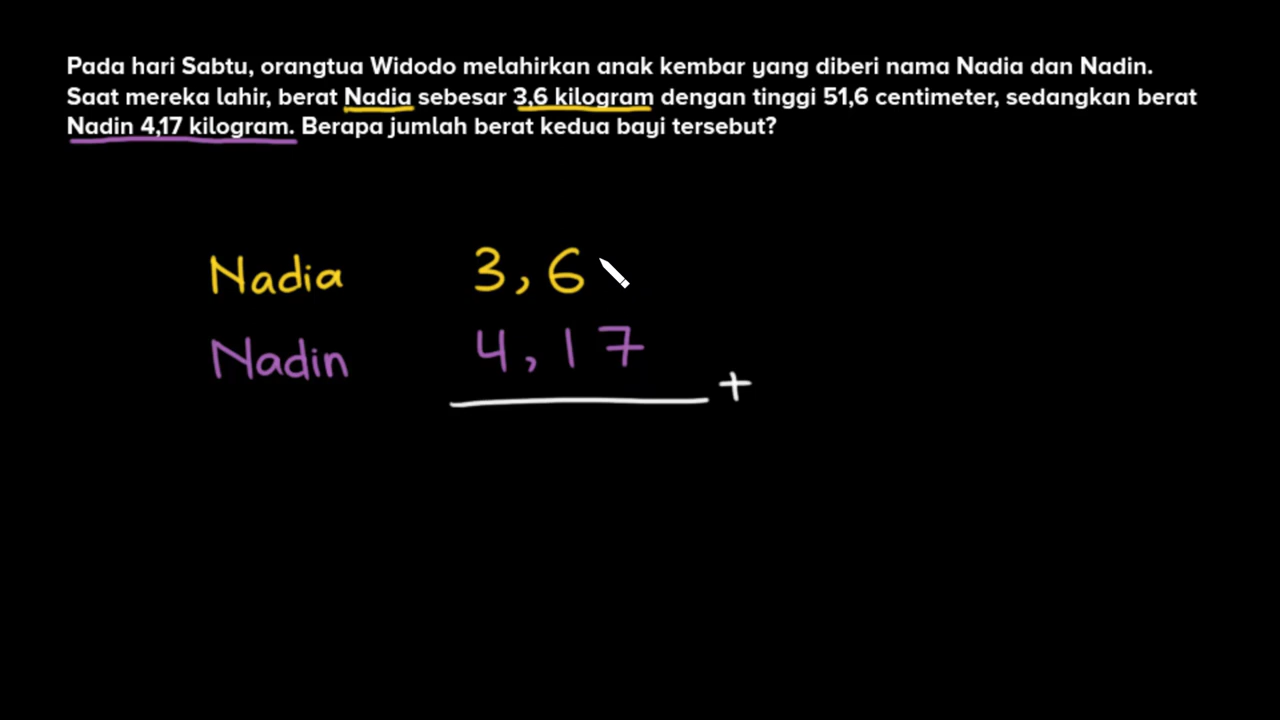 Pada hari Sabtu, orangtua Widodo melahirkan anak kembar yang diberi nama Nadia dan Nadin.
Saat mereka lahir, berat Nadia sebesar 3,6 kilogram dengan tinggi 51,6 centimeter, sedangkan berat
Nadin 4,17 kilogram. Berapa jumlah berat kedua bayi tersebut?
Nadia 3,6
Nadin 4,17
+